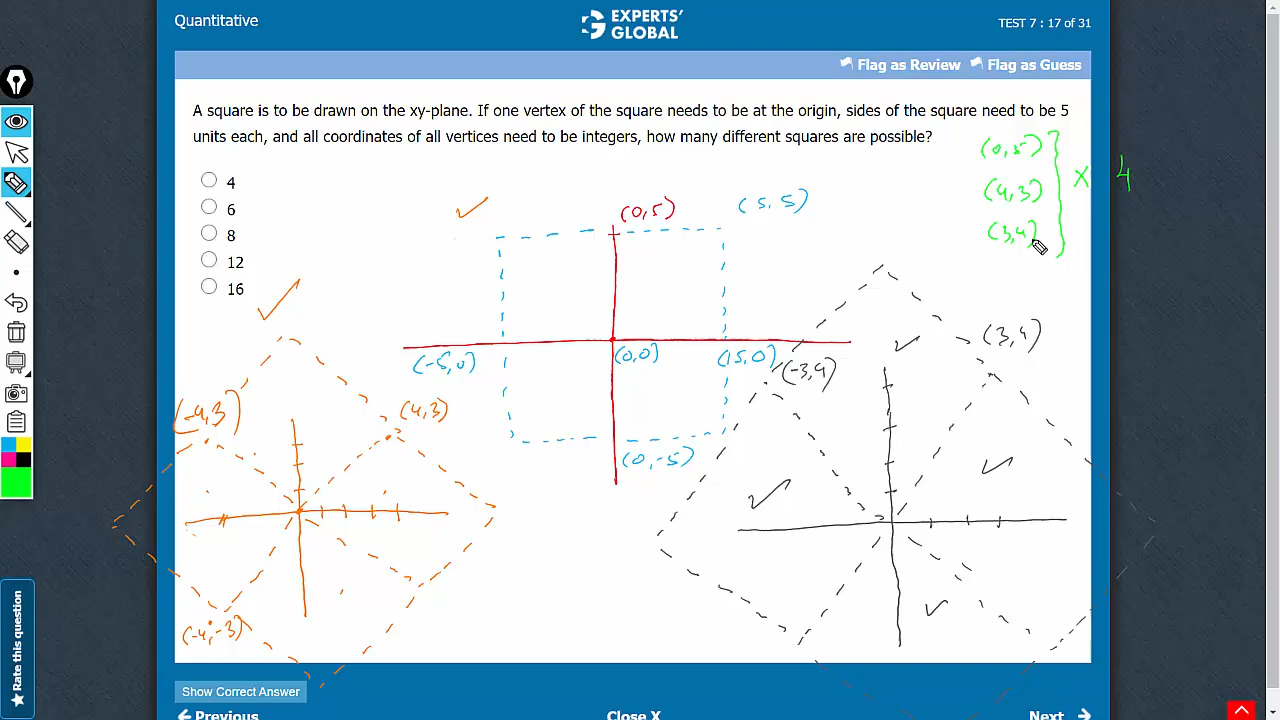 Quantitative
EXPERTS'
GLOBAL
TEST 7 : 17 of 31
Flag as Review
Flag as Guess
A square is to be drawn on the xy-plane. If one vertex of the square needs to be at the origin, sides of the square need to be 5
units each, and all coordinates of all vertices need to be integers, how many different squares are possible?
4
6
8
12
16
(0,5)
(4,3)
(3,4)
X 4
(0,5)
(5,5)
(-5,0)
(0,0)
(15,0)
(0,-5)
(-4,3)
(4,3)
(-4,-3)
(-3,4)
(3,4)
Rate this question
Show Correct Answer
Previous
Close X
Next